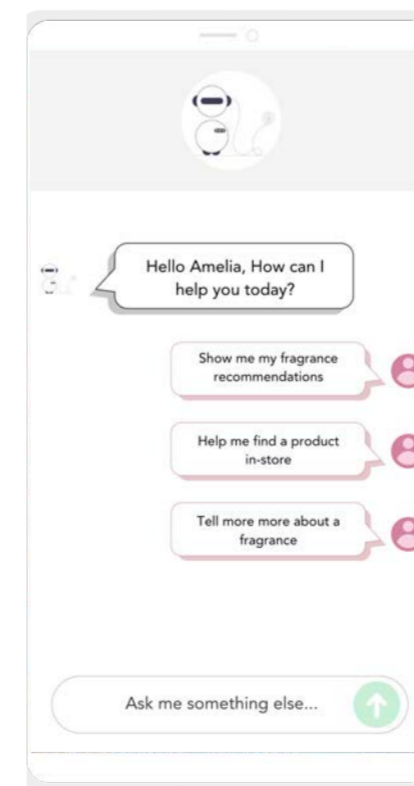 Hello Amelia, How can I
help you today?
Show me my fragrance
recommendations
Help me find a product
in-store
Tell more more about a
fragrance
Ask me something else...